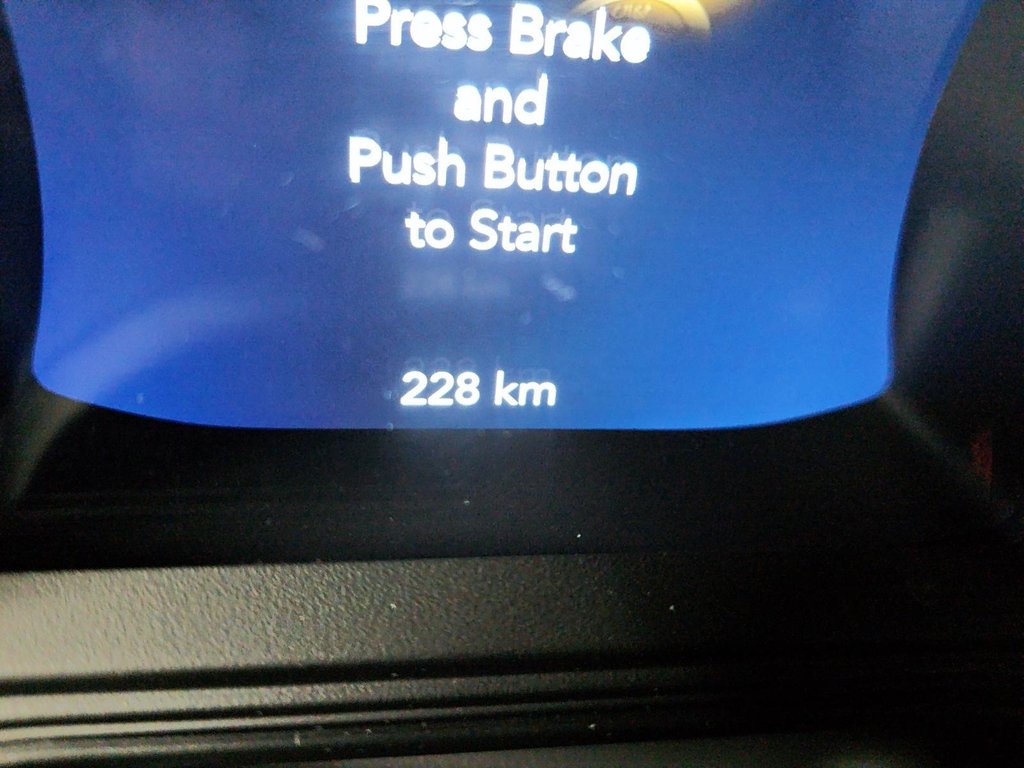 Press Brake
and
Push Button
to Start
228 km